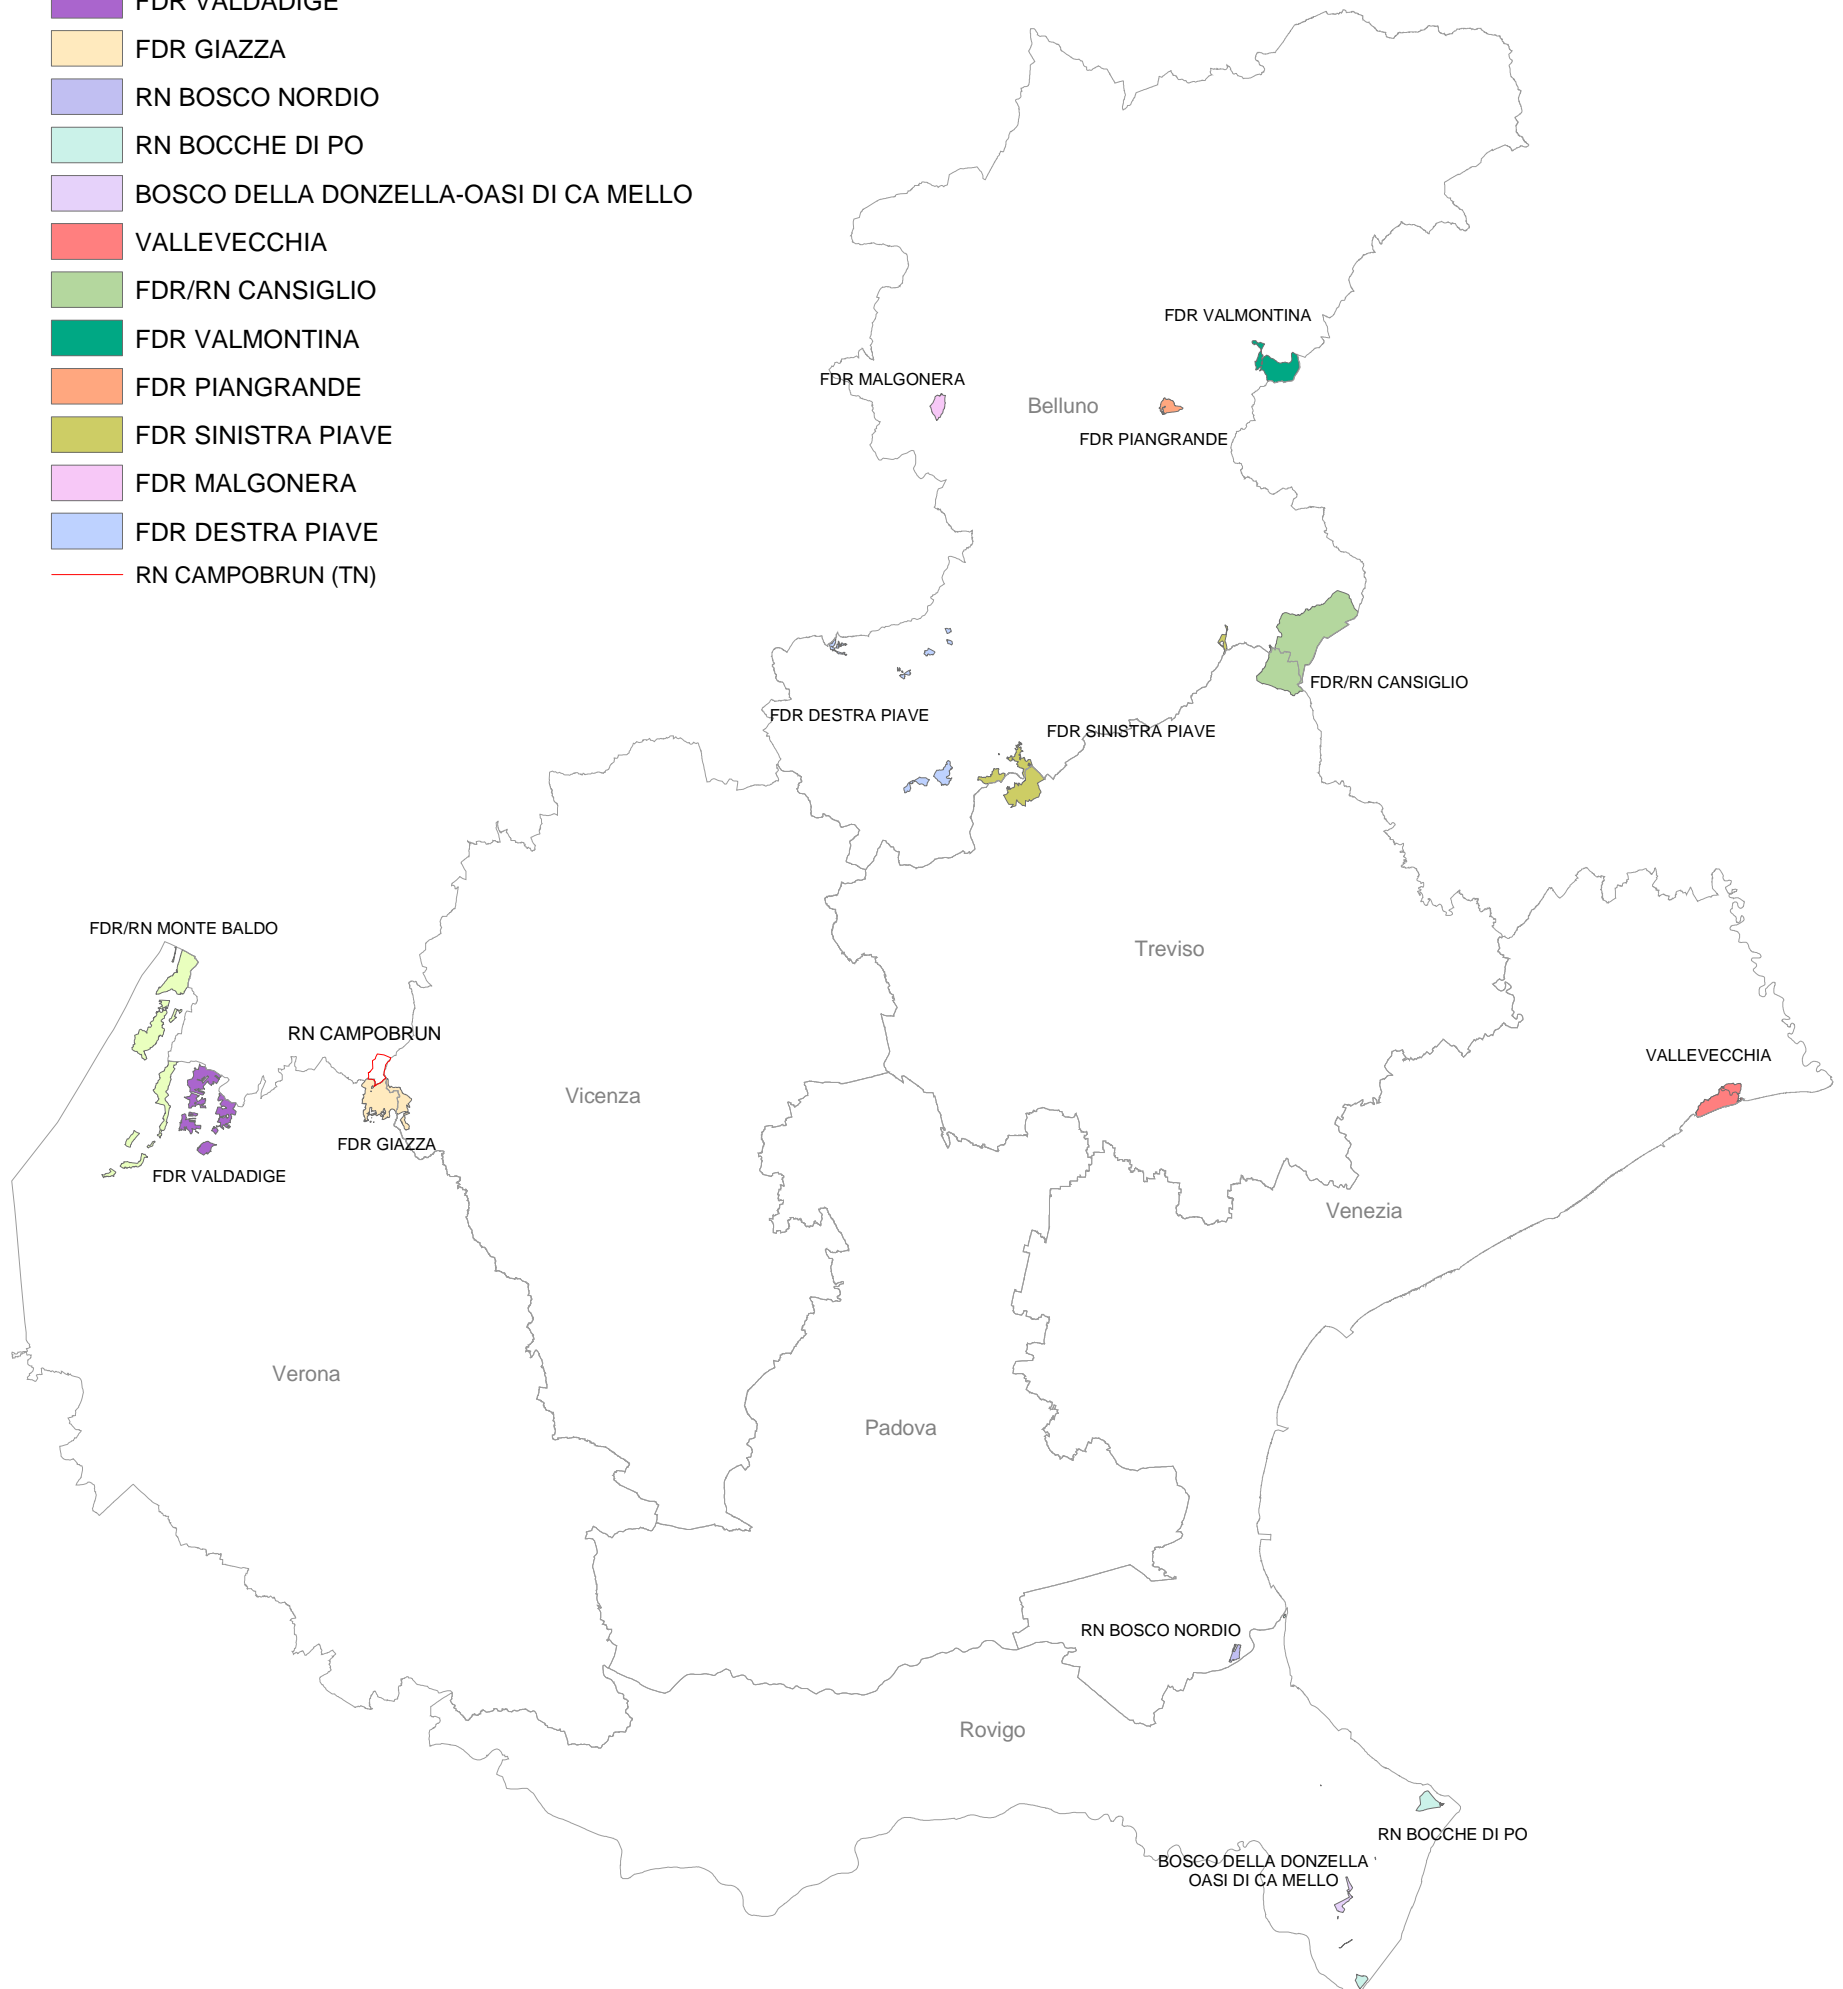 FDR VALDADIGE
FDR GIAZZA
RN BOSCO NORDIO
RN BOCCHE DI PO
BOSCO DELLA DONZELLA-OASI DI CA MELLO
VALLEVECCHIA
FDR/RN CANSIGLIO
FDR VALMONTINA
FDR PIANGRANDE
FDR SINISTRA PIAVE
FDR MALGONERA
FDR DESTRA PIAVE
RN CAMPOBRUN (TN)
FDR VALMONTINA
FDR MALGONERA
Belluno
FDR PIANGRANDE
FDR/RN CANSIGLIO
FDR DESTRA PIAVE
FDR SINISTRA PIAVE
FDR/RN MONTE BALDO
Treviso
RN CAMPOBRUN
VALLEVECCHIA
Vicenza
FDR GIAZZA
FDR VALDADIGE
Venezia
Verona
Padova
RN BOSCO NORDIO
Rovigo
RN BOCCHE DI PO
BOSCO DELLA DONZELLA
OASI DI CA MELLO